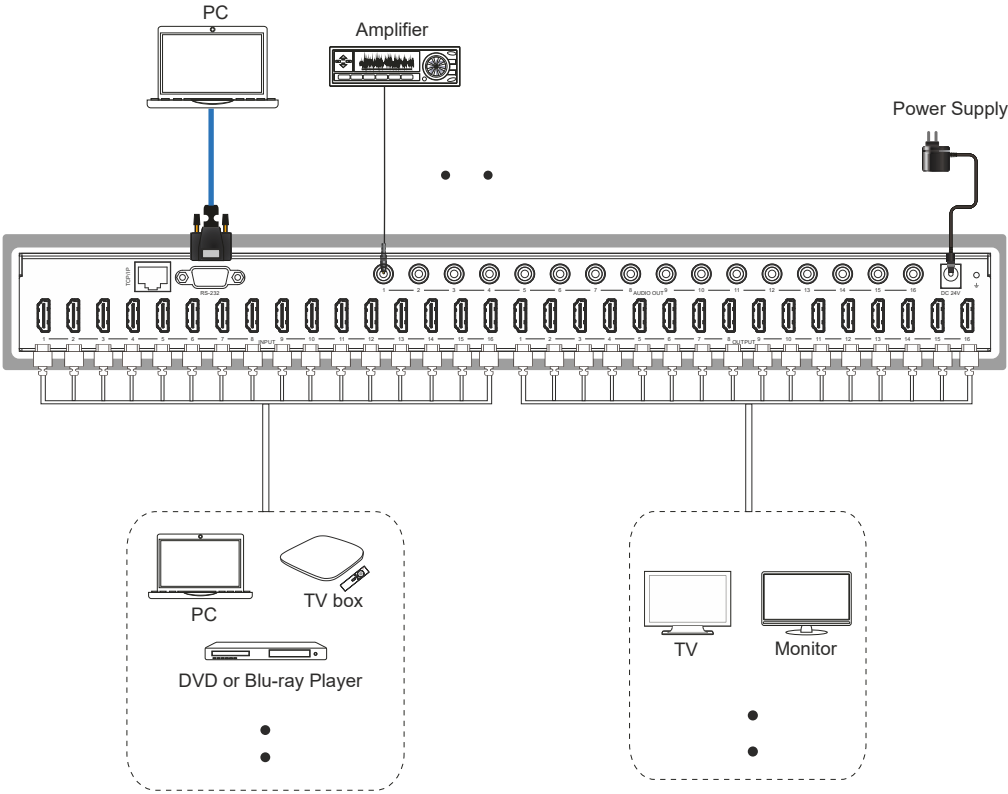 PC
Amplifier
Power Supply
TCP/IP
RS-232
1 2 3 4 5 6 7 8 AUDIO OUT 9 10 11 12 13 14 15 16
DC 24V
1 2 3 4 5 6 7 8 INPUT 9 10 11 12 13 14 15 16
1 2 3 4 5 6 7 8 OUTPUT 9 10 11 12 13 14 15 16
PC
TV box
DVD or Blu-ray Player
TV
Monitor